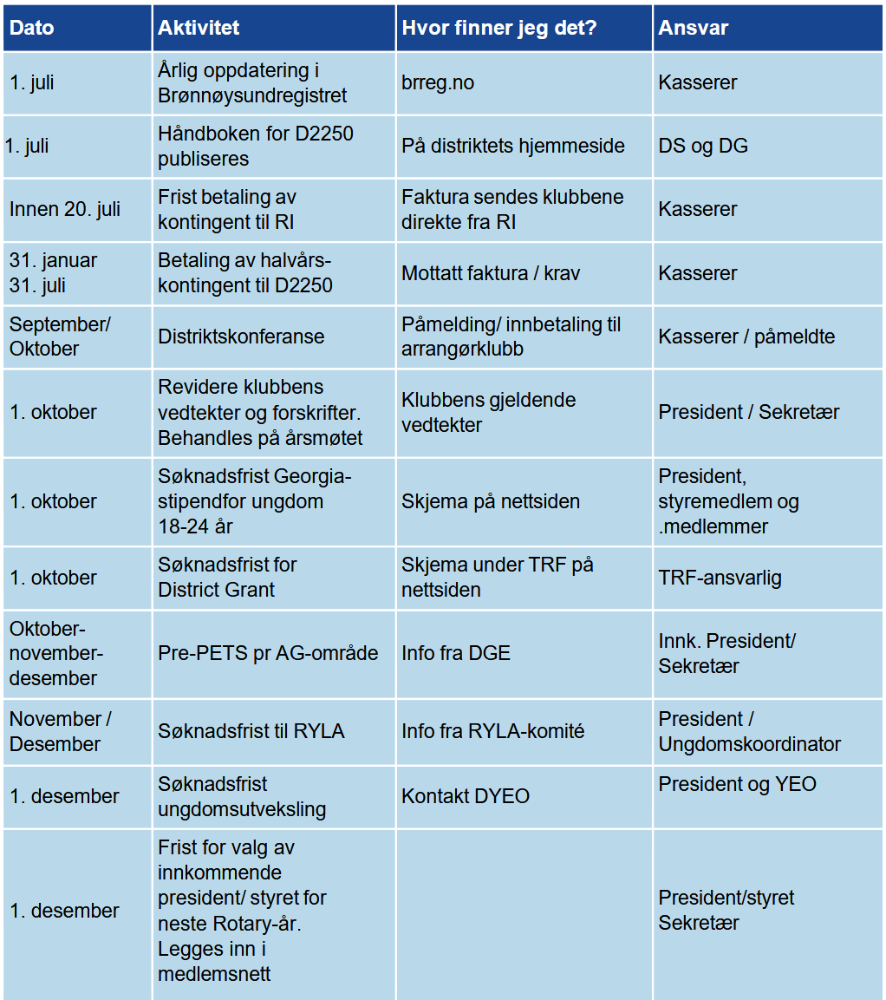 Dato
Aktivitet
Hvor finner jeg det?
Ansvar
1. juli
Årlig oppdatering i
Brønnøysundregistret
brreg.no
Kasserer
1. juli
Håndboken for D2250
publiseres
På distriktets hjemmeside
DS og DG
Innen 20. juli
Frist betaling av
kontingent til RI
Faktura sendes klubbene
direkte fra RI
Kasserer
31. januar
31. juli
Betaling av halvårs-
kontingent til D2250
Mottatt faktura / krav
Kasserer
September/
Oktober
Distriktskonferanse
Påmelding/ innbetaling til
arrangørklubb
Kasserer / påmeldte
1. oktober
Revidere klubbens
vedtekter og forskrifter.
Behandles på årsmøtet
Klubbens gjeldende
vedtekter
President / Sekretær
1. oktober
Søknadsfrist Georgia-
stipendfor ungdom
18-24 år
Skjema på nettsiden
President,
styremedlem og
.medlemmer
1. oktober
Søknadsfrist for
District Grant
Skjema under TRF på
nettsiden
TRF-ansvarlig
Oktober-
november-
desember
Pre-PETS pr AG-område
Info fra DGE
Innk. President/
Sekretær
November /
Desember
Søknadsfrist til RYLA
Info fra RYLA-komité
President /
Ungdomskoordinator
1. desember
Søknadsfrist
ungdomsutveksling
Kontakt DYEO
President og YEO
1. desember
Frist for valg av
innkommende
president/ styret for
neste Rotary-år.
Legges inn i
medlemsnett
President/styret
Sekretær